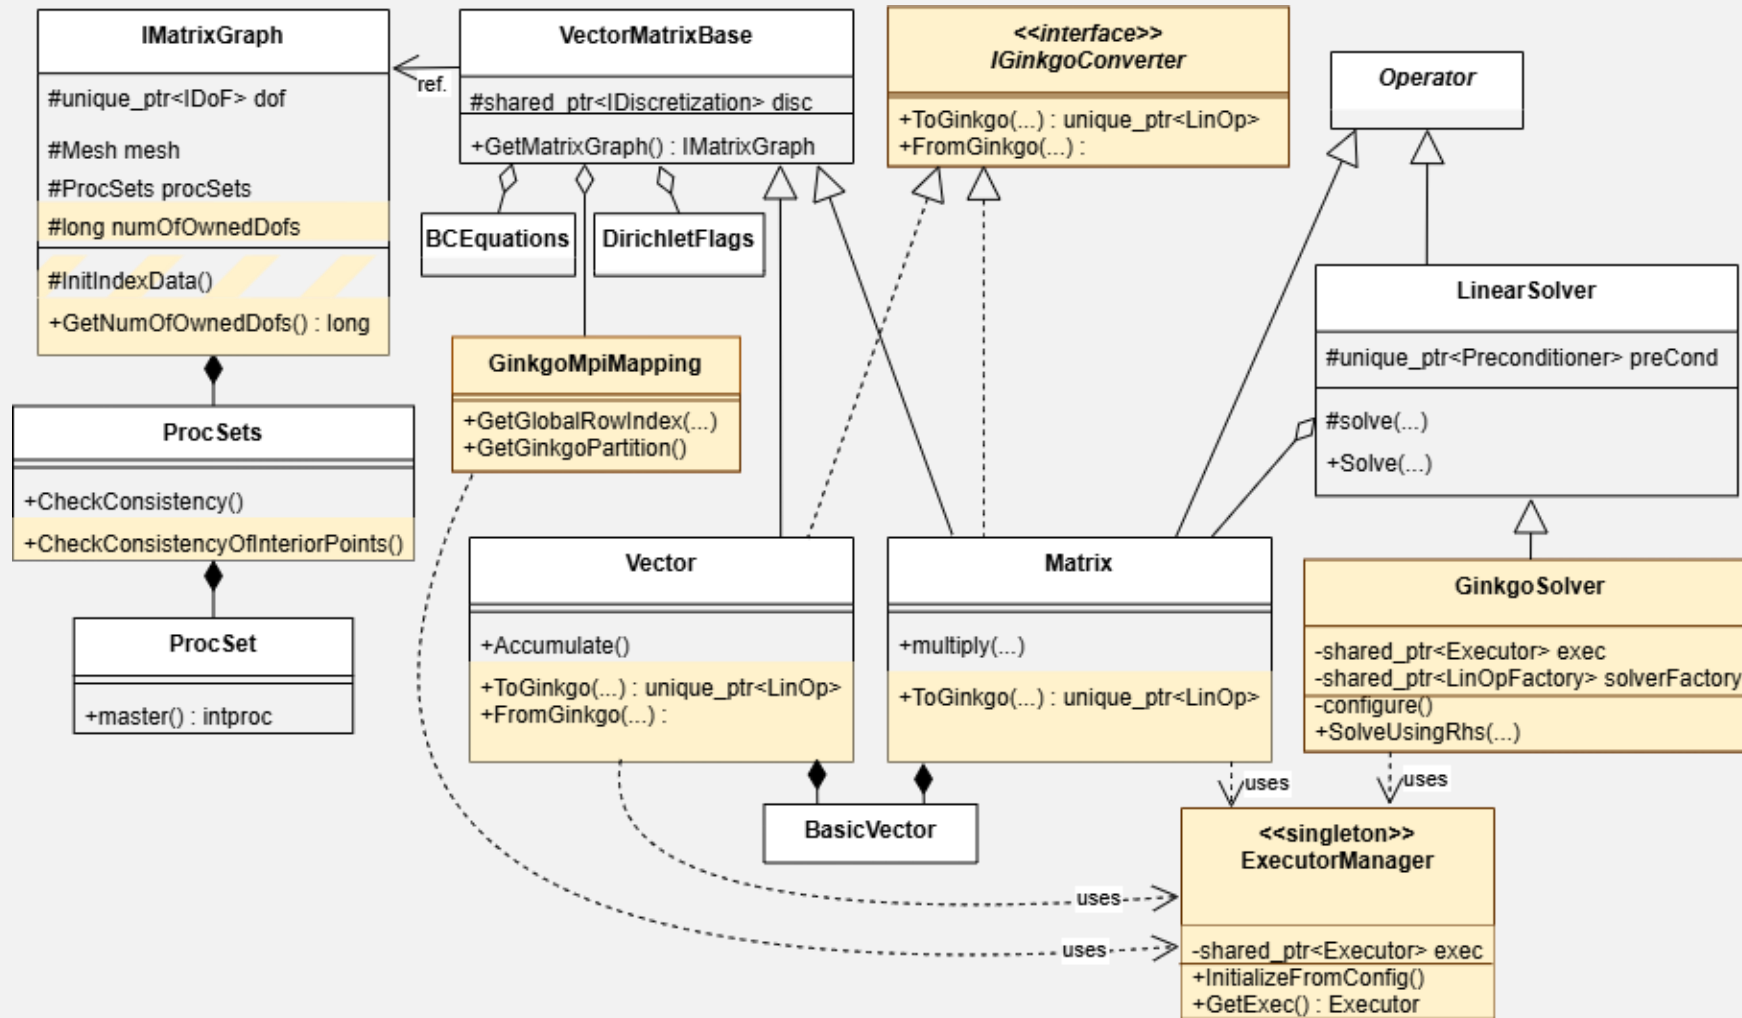 IMatrixGraph
#unique_ptr<IDoF> dof
#Mesh mesh
#ProcSets procSets
#long numOfOwnedDofs
#InitIndexData()
+GetNumOfOwnedDofs() : long
ref.
VectorMatrixBase
#shared_ptr<IDiscretization> disc
+GetMatrixGraph() : IMatrixGraph
<<interface>>
IGinkgoConverter
+ToGinkgo(...) : unique_ptr<LinOp>
+FromGinkgo(...) :
Operator
BCEquations
DirichletFlags
LinearSolver
#unique_ptr<Preconditioner> preCond
#solve(...)
+Solve(...)
GinkgoMpiMapping
+GetGlobalRowIndex(...)
+GetGinkgoPartition()
ProcSets
+CheckConsistency()
+CheckConsistencyOfInteriorPoints()
ProcSet
+master() : intproc
Vector
+Accumulate()
+ToGinkgo(...) : unique_ptr<LinOp>
+FromGinkgo(...) :
Matrix
+multiply(...)
+ToGinkgo(...) : unique_ptr<LinOp>
GinkgoSolver
-shared_ptr<Executor> exec
-shared_ptr<LinOpFactory> solverFactory
-configure()
+SolveUsingRhs(...)
uses
uses
BasicVector
<<singleton>>
ExecutorManager
-shared_ptr<Executor> exec
+InitializeFromConfig()
+GetExec() : Executor
uses
uses